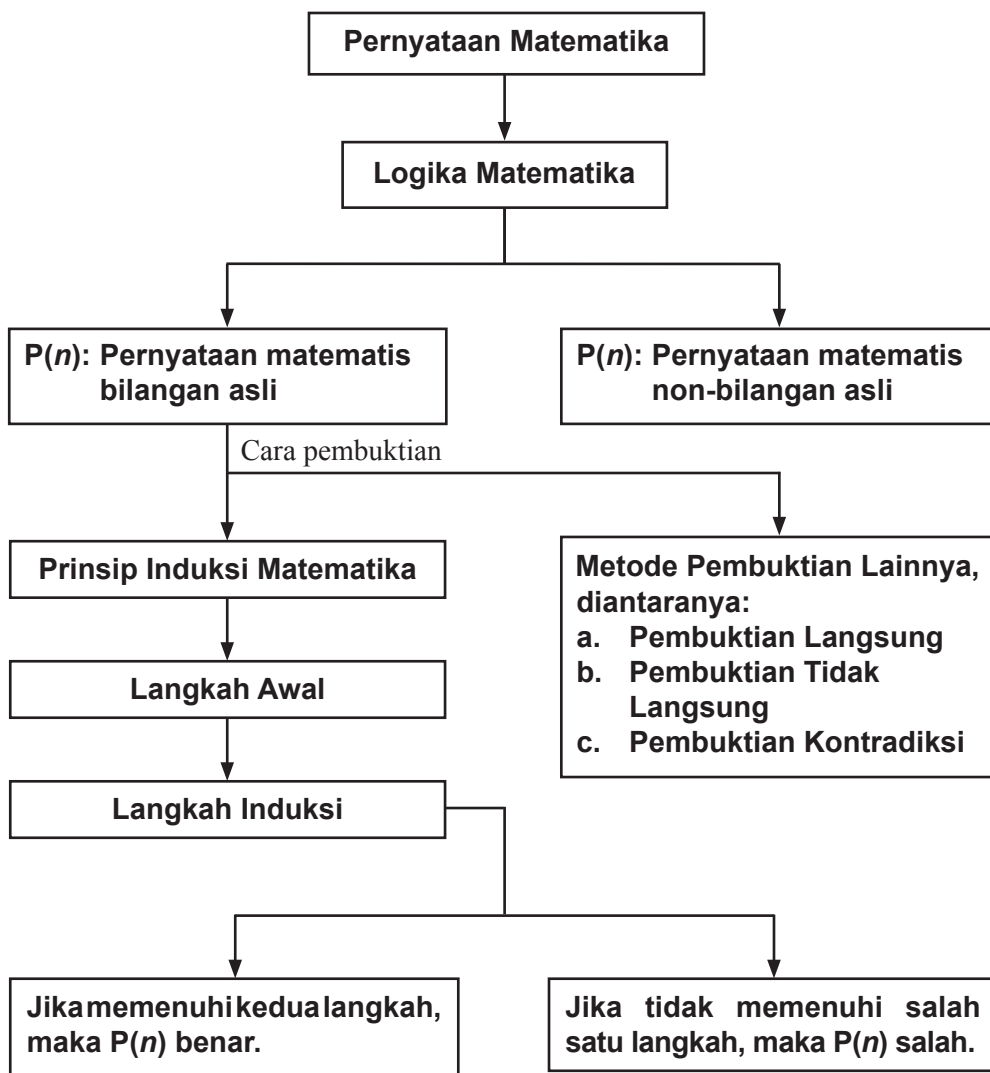 Pernyataan Matematika
Logika Matematika
P(n): Pernyataan matematis
bilangan asli
P(n): Pernyataan matematis
non-bilangan asli
Cara pembuktian
Prinsip Induksi Matematika
Metode Pembuktian Lainnya,
diantaranya:
a. Pembuktian Langsung
b. Pembuktian Tidak
Langsung
c. Pembuktian Kontradiksi
Langkah Awal
Langkah Induksi
Jika memenuhi kedua langkah,
maka P(n) benar.
Jika tidak memenuhi salah
satu langkah, maka P(n) salah.